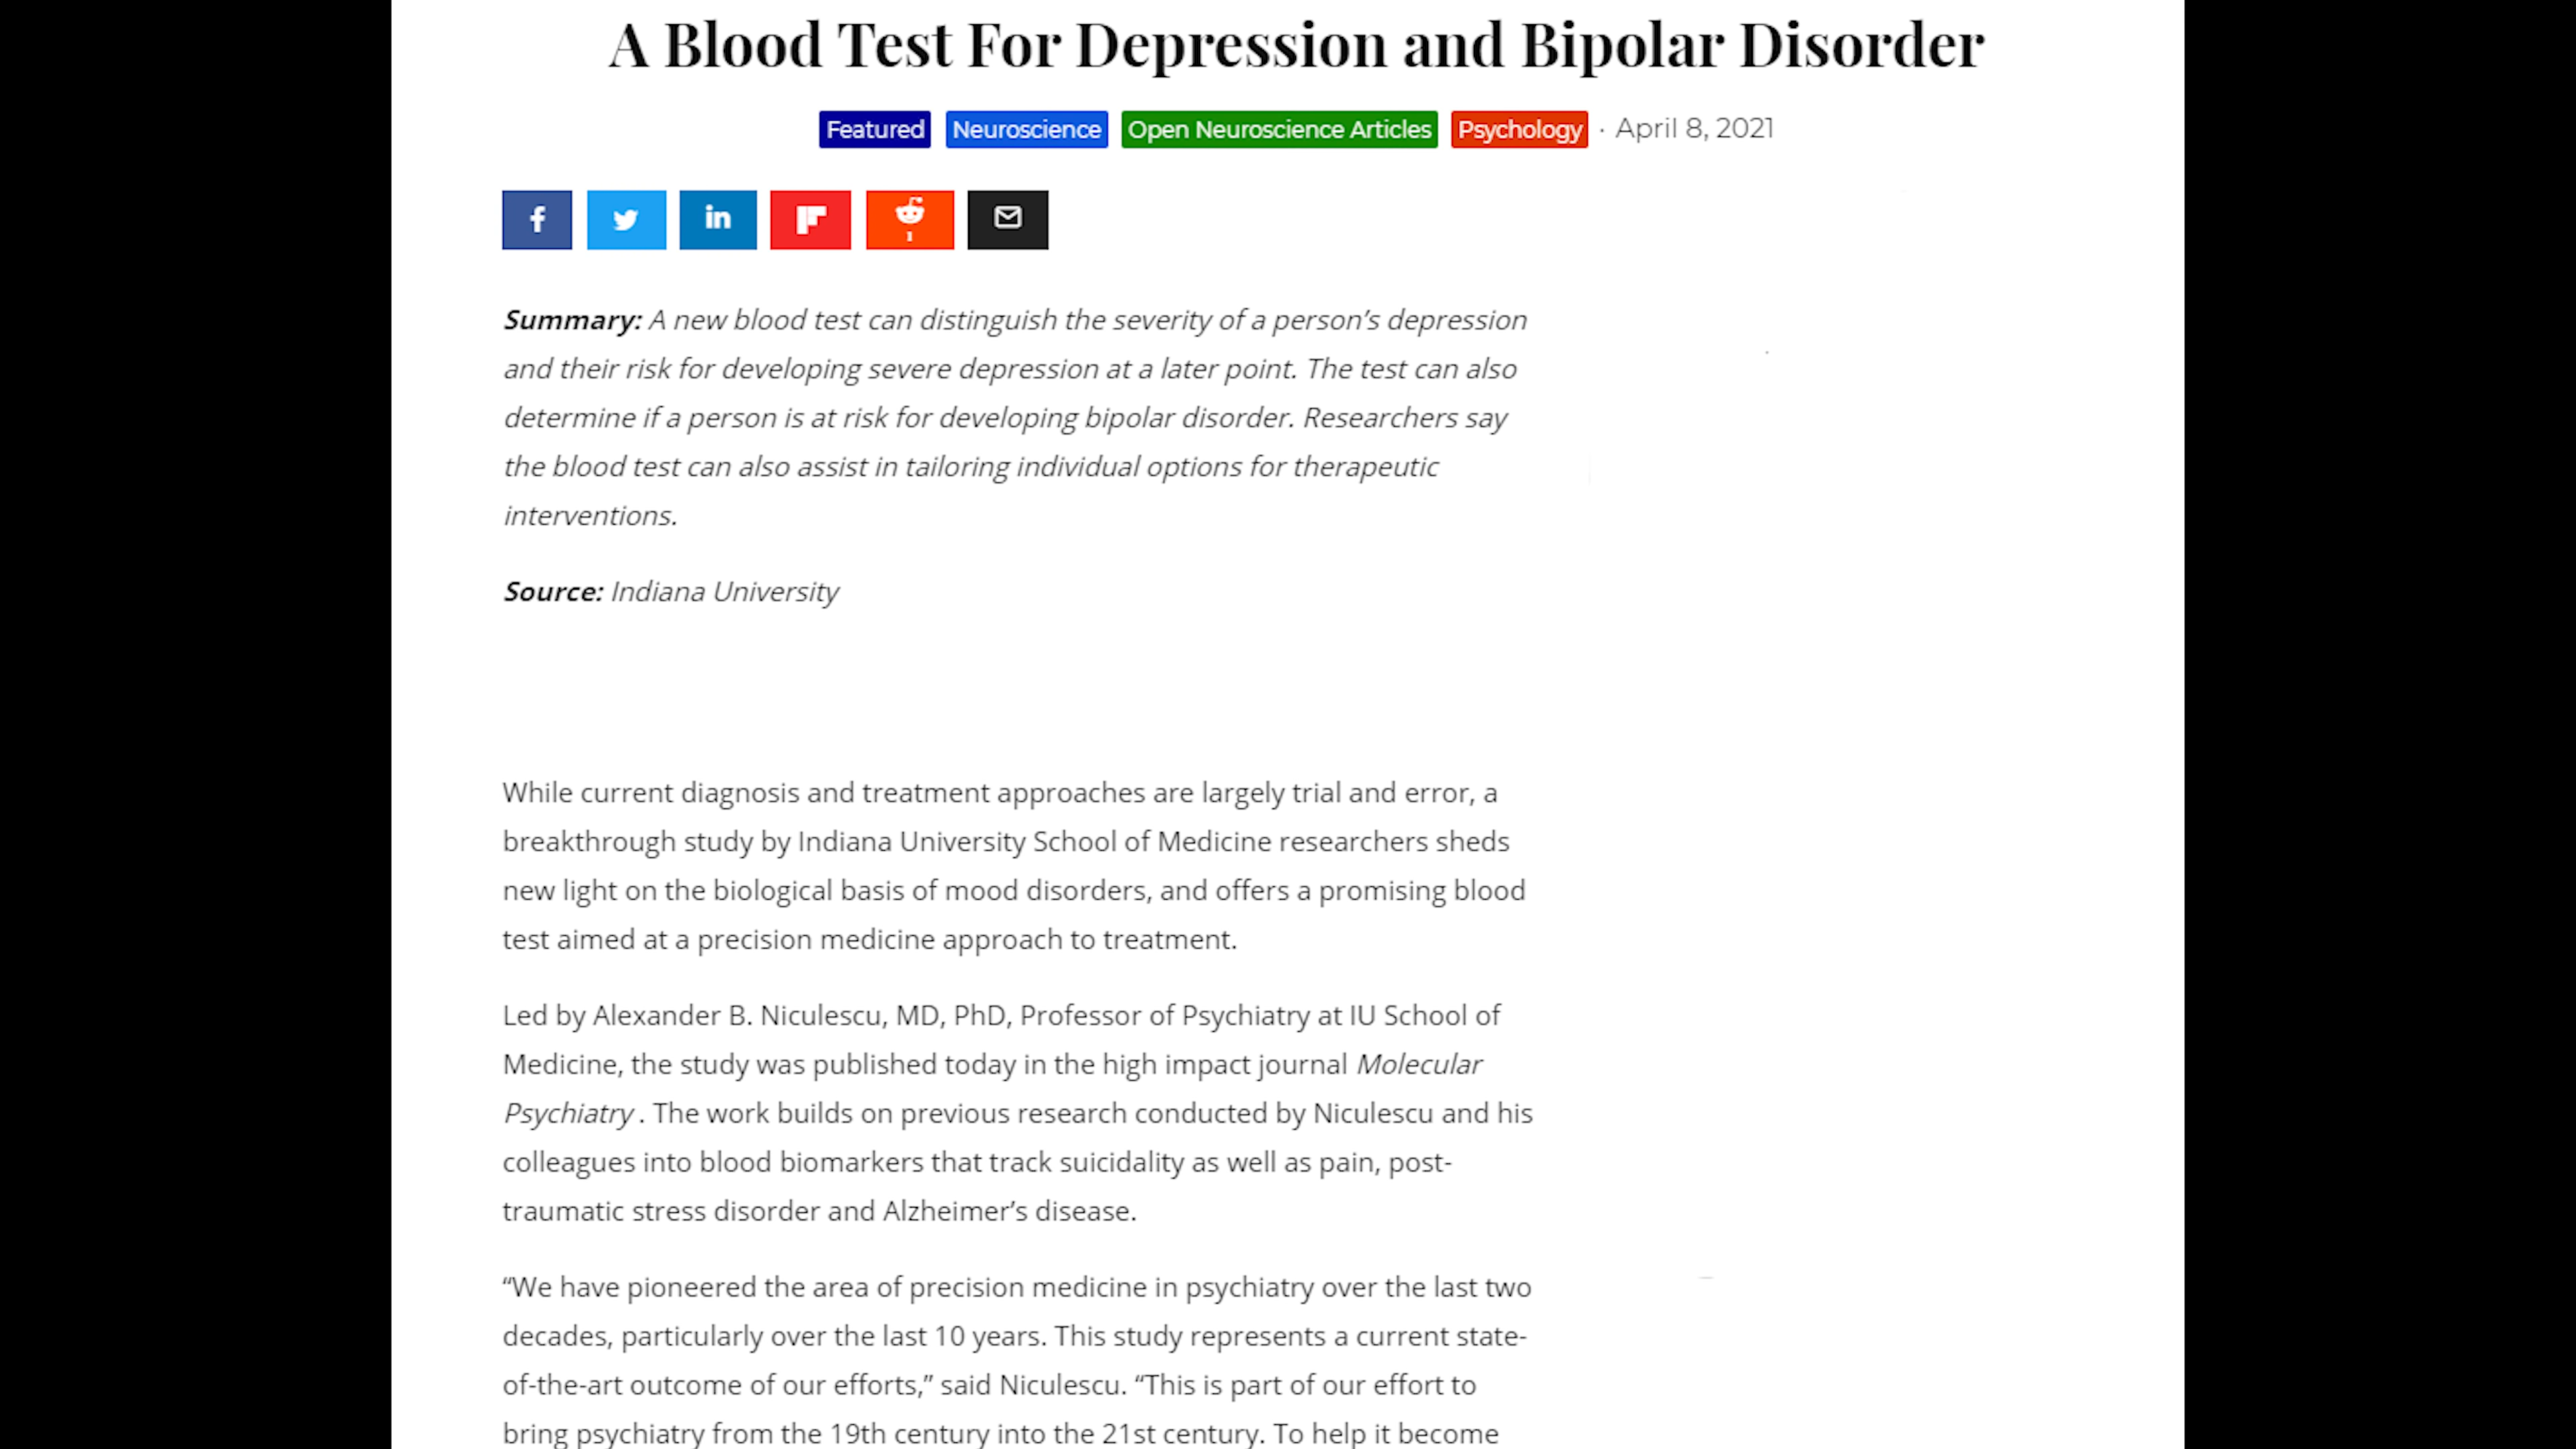 A Blood Test For Depression and Bipolar Disorder
Featured Neuroscience Open Neuroscience Articles Psychology · April 8, 2021
f in 1
Summary: A new blood test can distinguish the severity of a person’s depression
and their risk for developing severe depression at a later point. The test can also
determine if a person is at risk for developing bipolar disorder. Researchers say
the blood test can also assist in tailoring individual options for therapeutic
interventions.
Source: Indiana University
While current diagnosis and treatment approaches are largely trial and error, a
breakthrough study by Indiana University School of Medicine researchers sheds
new light on the biological basis of mood disorders, and offers a promising blood
test aimed at a precision medicine approach to treatment.
Led by Alexander B. Niculescu, MD, PhD, Professor of Psychiatry at IU School of
Medicine, the study was published today in the high impact journal Molecular
Psychiatry . The work builds on previous research conducted by Niculescu and his
colleagues into blood biomarkers that track suicidality as well as pain, post-
traumatic stress disorder and Alzheimer’s disease.
“We have pioneered the area of precision medicine in psychiatry over the last two
decades, particularly over the last 10 years. This study represents a current state-
of-the-art outcome of our efforts,” said Niculescu. “This is part of our effort to
bring psychiatry from the 19th century into the 21st century. To help it become